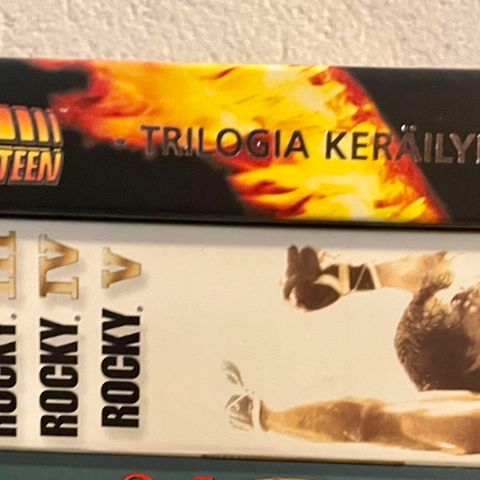 TEEN
- TRILOGIA KERÄILY
ROCKY® III
ROCKY® IV
ROCKY® V